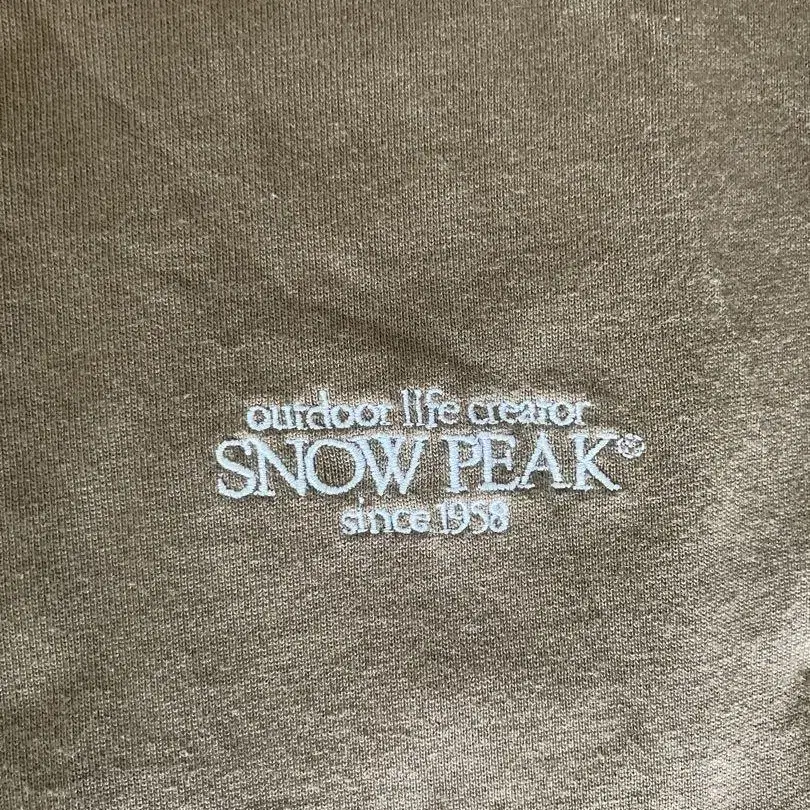 outdoor life creator
SNOW PEAK®
since 1958